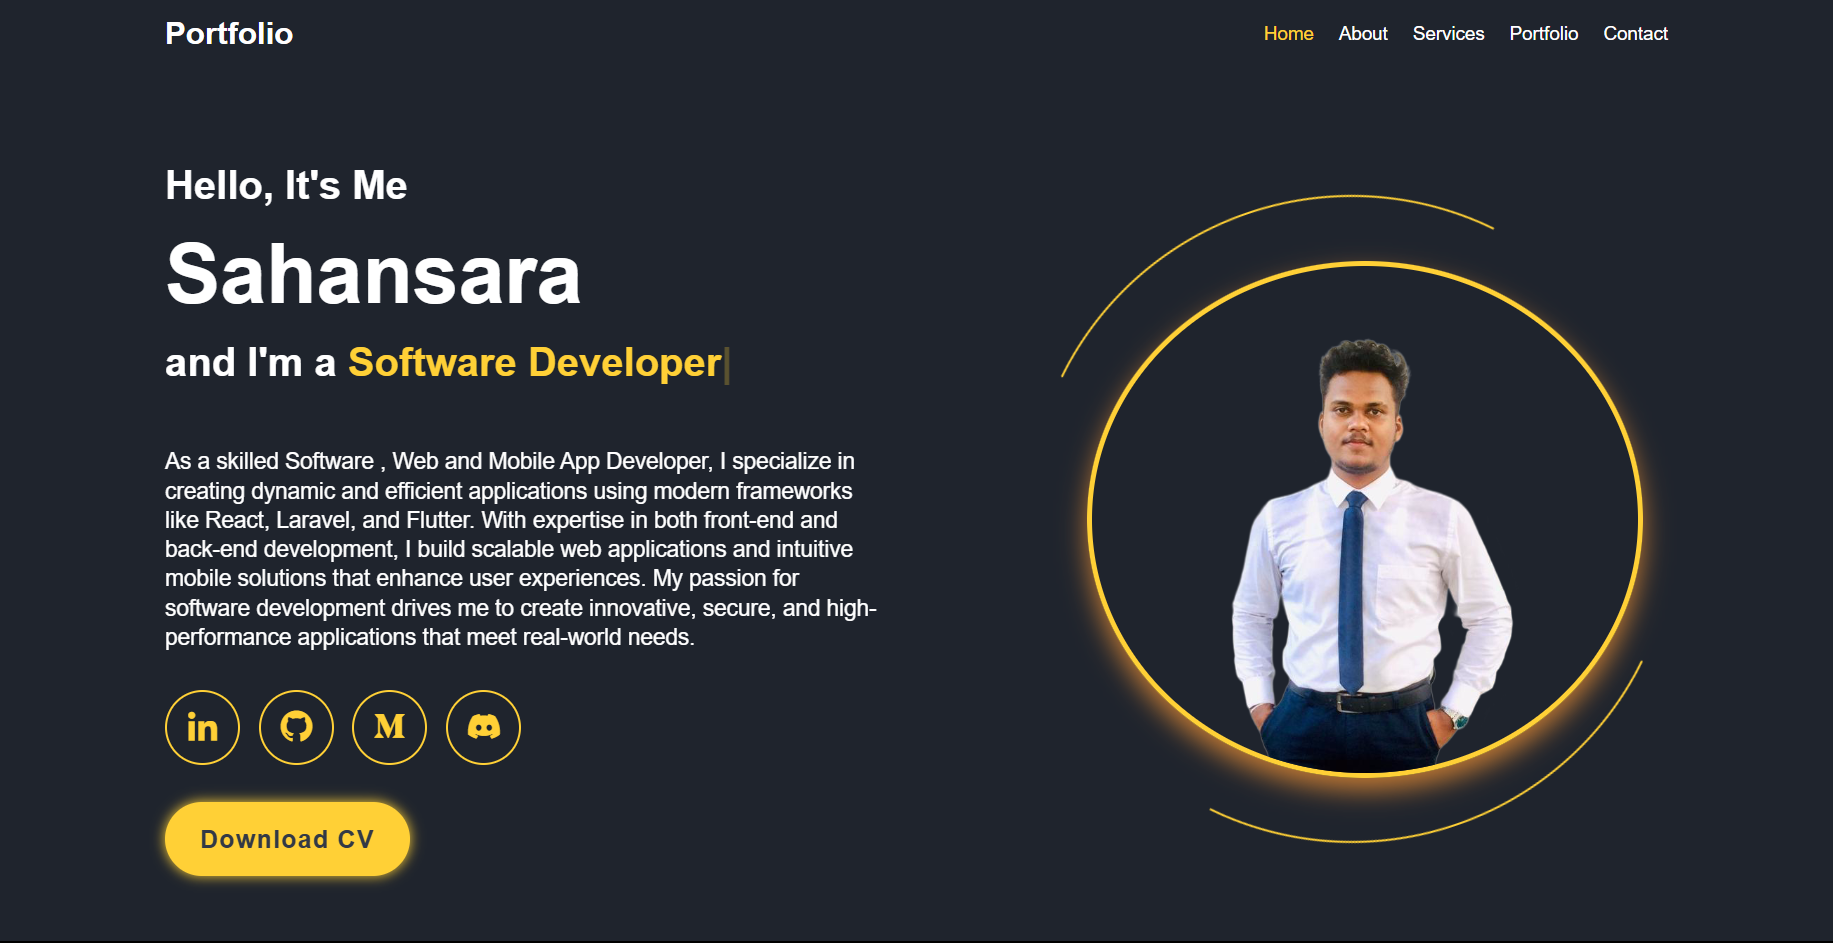 Portfolio
Home About Services Portfolio Contact
Hello, It's Me
Sahansara
and I'm a Software Developer|
As a skilled Software , Web and Mobile App Developer, I specialize in
creating dynamic and efficient applications using modern frameworks
like React, Laravel, and Flutter. With expertise in both front-end and
back-end development, I build scalable web applications and intuitive
mobile solutions that enhance user experiences. My passion for
software development drives me to create innovative, secure, and high-
performance applications that meet real-world needs.
in M
Download CV